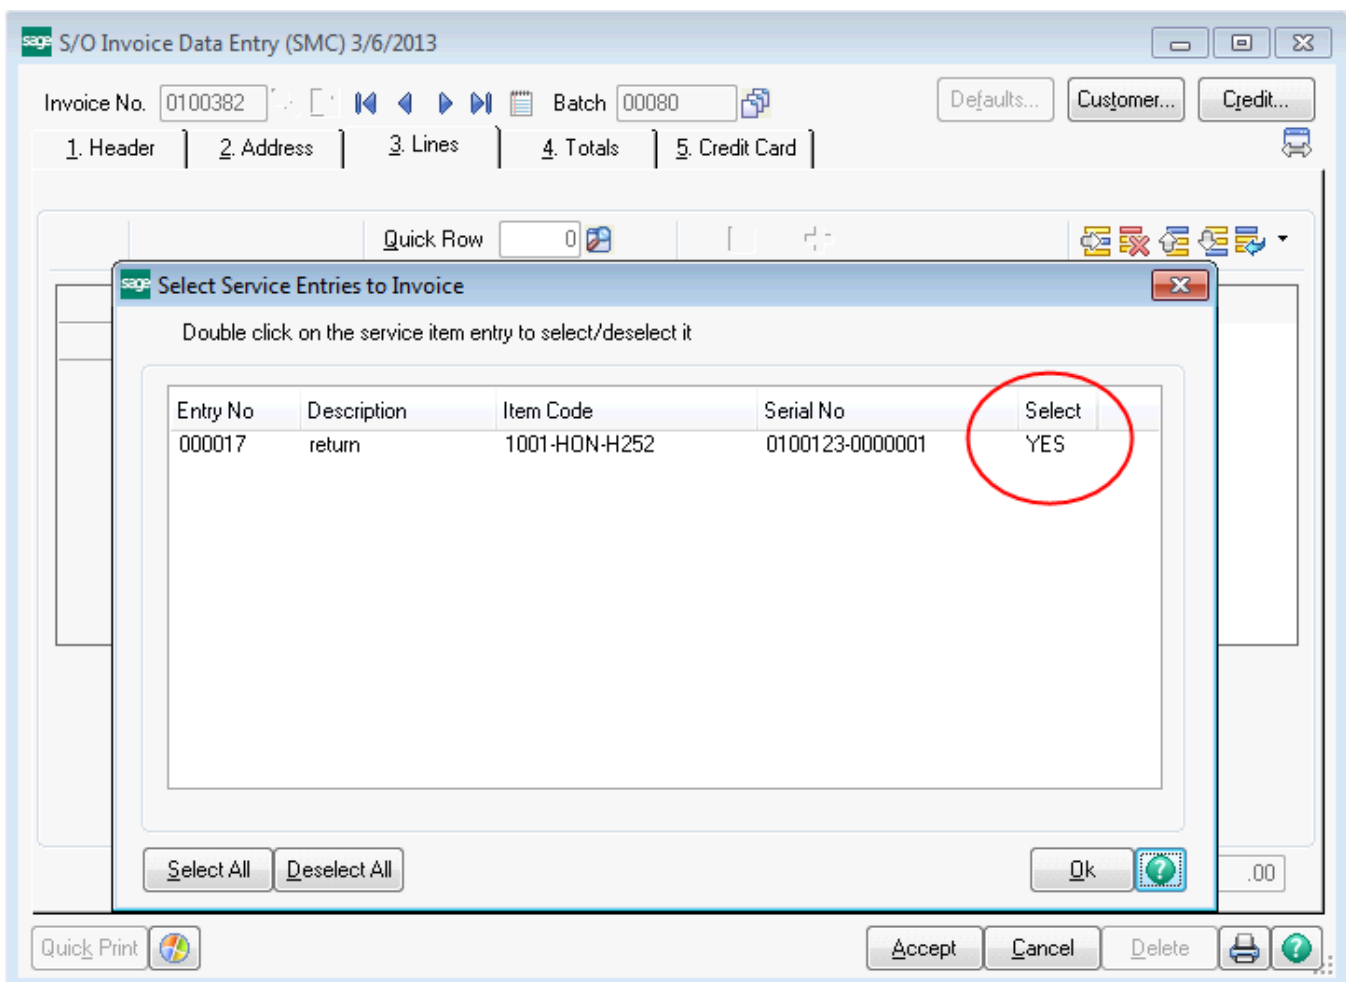 sage S/O Invoice Data Entry (SMC) 3/6/2013
Invoice No. 0100382 Batch 00080 Defaults... Customer... Credit...
1. Header 2. Address 3. Lines 4. Totals 5. Credit Card
Quick Row 0
sage Select Service Entries to Invoice
Double click on the service item entry to select/deselect it
Entry No Description Item Code Serial No Select
000017 return 1001-HON-H252 0100123-0000001 YES
Select All Deselect All Ok .00
Quick Print Accept Cancel Delete